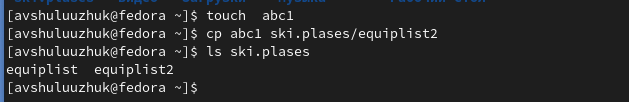 [avshuluuzhuk@fedora ~]$ touch  abc1
[avshuluuzhuk@fedora ~]$ cp abc1 ski.plases/equiplist2
[avshuluuzhuk@fedora ~]$ ls ski.plases
equiplist  equiplist2
[avshuluuzhuk@fedora ~]$